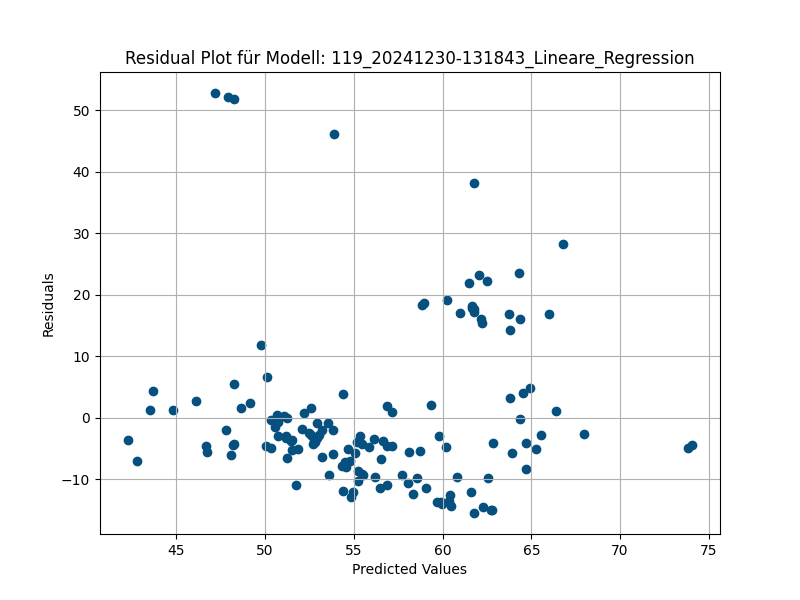 Residual Plot für Modell: 119_20241230-131843_Lineare_Regression
50
40
30
20
10
0
−10
Residuals
45 50 55 60 65 70 75
Predicted Values